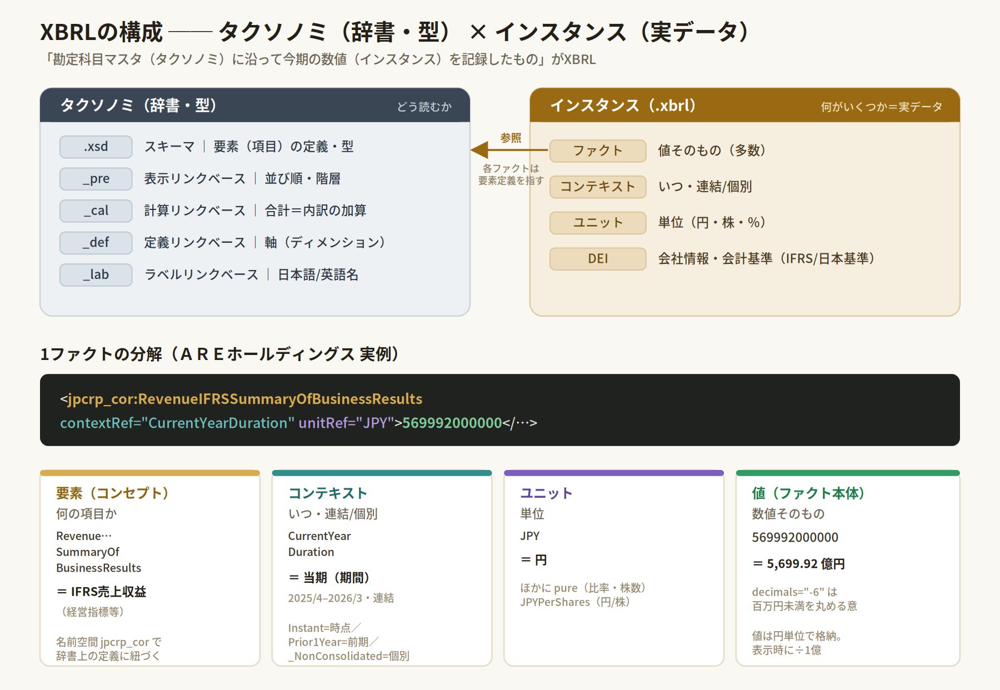 XBRLの構成 ―― タクソノミ（辞書・型） × インスタンス（実データ）
「勘定科目マスタ（タクソノミ）に沿って今期の数値（インスタンス）を記録したもの」がXBRL
タクソノミ（辞書・型） どう読むか
.xsd スキーマ｜要素（項目）の定義・型
_pre 表示リンクベース｜並び順・階層
_cal 計算リンクベース｜合計＝内訳の加算
_def 定義リンクベース｜軸（ディメンション）
_lab ラベルリンクベース｜日本語/英語名
参照
各ファクトは
要素定義を指す
インスタンス（.xbrl） 何がいくつか＝実データ
ファクト 値そのもの（多数）
コンテキスト いつ・連結/個別
ユニット 単位（円・株・％）
DEI 会社情報・会計基準（IFRS/日本基準）
1ファクトの分解（ＡＲＥホールディングス 実例）
<jpcrp_cor:RevenueIFRSSummaryOfBusinessResults
contextRef="CurrentYearDuration" unitRef="JPY">569992000000</…>
要素（コンセプト）
何の項目か
Revenue…
SummaryOf
BusinessResults
＝ IFRS売上収益
（経営指標等）
名前空間 jpcrp_cor で
辞書上の定義に紐づく
コンテキスト
いつ・連結/個別
CurrentYear
Duration
＝ 当期（期間）
2025/4–2026/3・連結
Instant=時点／
Prior1Year=前期／
_NonConsolidated=個別
ユニット
単位
JPY
＝ 円
ほかに pure（比率・株数）
JPYPerShares（円/株）
値（ファクト本体）
数値そのもの
569992000000
＝ 5,699.92 億円
decimals="-6" は
百万円未満を丸める意
値は円単位で格納。
表示時に÷1億